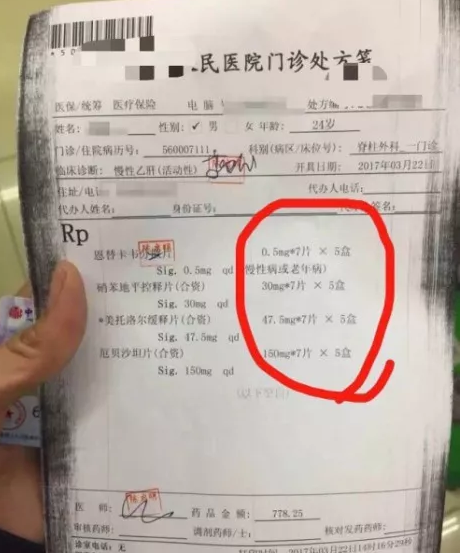 民医院门诊处方笺
医保/统筹 医疗保险 电 脑 处方
姓名: 性别: ✓ 男 女 年龄: 24岁
门诊/住院病历号: 560007111 科别(病区/床位号): 脊柱外科 一门诊
临床诊断: 慢性乙肝(活动性) 开具日期: 2017年03月22日
住址/电 代办人电话:
代办人姓名: 身份证号: 签名:
Rp
恩替卡韦 片 0.5mg*7片 × 5盒
Sig. 0.5mg qd (慢性病或老年病)
硝苯地平控释片(合资) 30mg*7片 × 5盒
Sig. 30mg qd
*美托洛尔缓释片(合资) 47.5mg*7片 × 5盒
Sig. 47.5mg qd
厄贝沙坦片(合资) 150mg*7片 × 5盒
Sig. 150mg qd
(以下空白)
医 师: 药 品 金 额: 778.25
审核药师: 调剂药师/士: 核对发药药师:
诊室电话: 无